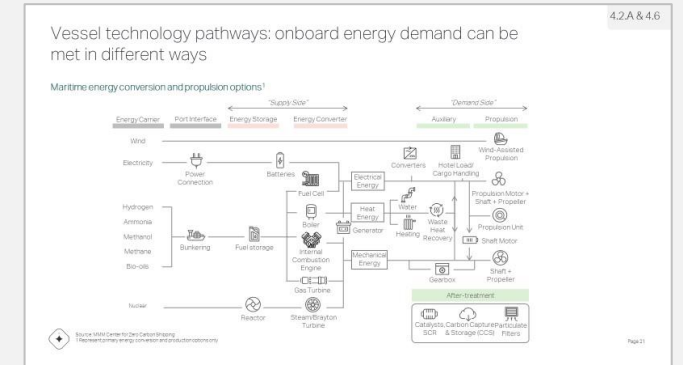 4.2.A & 4.6
Vessel technology pathways: onboard energy demand can be
met in different ways
Maritime energy conversion and propulsion options¹
"Supply Side"
"Demand Side"
Energy Carrier
Port Interface
Energy Storage
Energy Converter
Auxiliary
Propulsion
Wind
Wind-Assisted
Propulsion
Electricity
Power
Connection
Batteries
Fuel Cell
Electrical
Energy
Converters
Hotel Load/
Cargo Handling
Propulsion Motor +
Shaft + Propeller
Hydrogen
Ammonia
Methanol
Methane
Bio-oils
Bunkering
Fuel storage
Boiler
Heat
Energy
Generator
Water
Heating
Waste
Heat
Recovery
Propulsion Unit
Shaft Motor
Internal
Combustion
Engine
Mechanical
Energy
Gas Turbine
Gearbox
Shaft +
Propeller
Nuclear
Reactor
Steam/Brayton
Turbine
After-treatment
Catalysts,
SCR
Carbon Capture
& Storage (CCS)
Particulate
Filters
Source: MMM Center for Zero Carbon Shipping
1 Represent primary energy conversion and production options only
Page 21